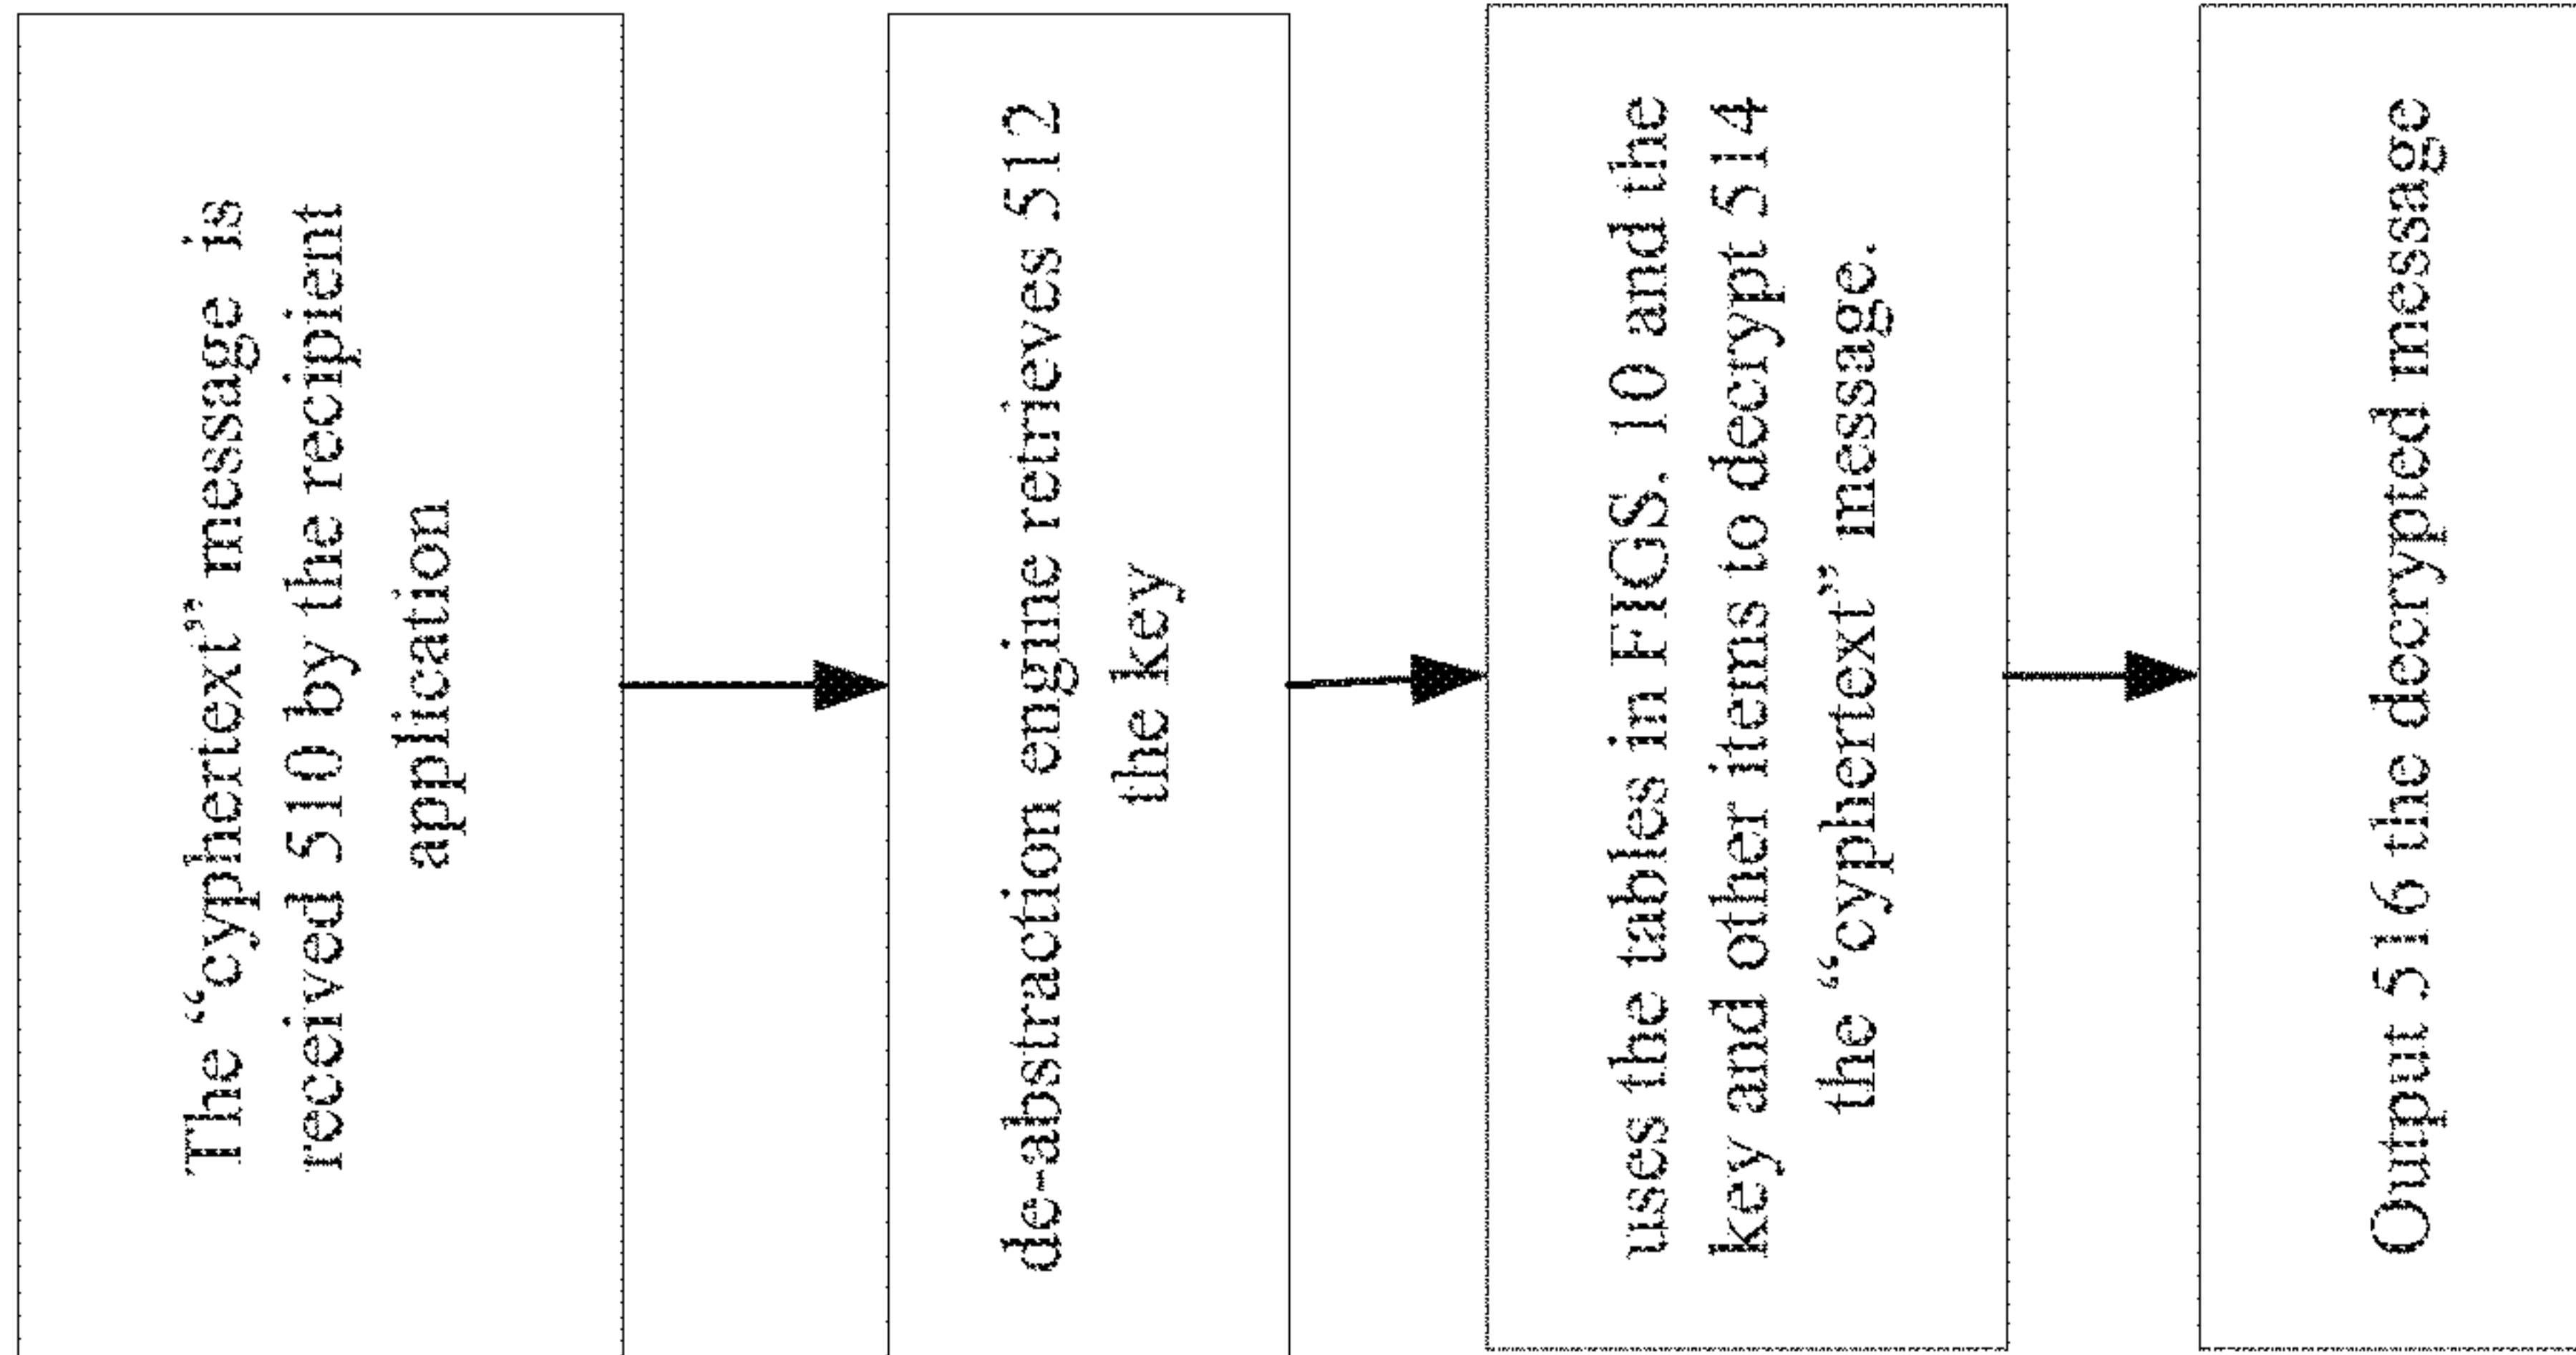 The “cyphertext” message is
received 510 by the recipient
application
de-abstraction engine retrieves 512
the key
uses the tables in FIGS. 10 and the
key and other items to decrypt 514
the “cyphertext” message.
Output 516 the decrypted message